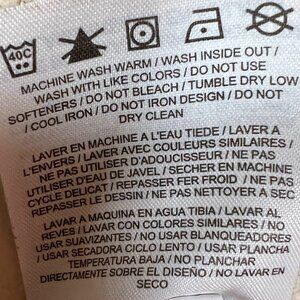 40C
MACHINE WASH WARM / WASH INSIDE OUT /
WASH WITH LIKE COLORS / DO NOT USE
SOFTENERS / DO NOT BLEACH / TUMBLE DRY LOW
/ COOL IRON / DO NOT IRON DESIGN / DO NOT
DRY CLEAN
LAVER EN MACHINE A L'EAU TIEDE / LAVER A
L'ENVERS / LAVER AVEC COULEURS SIMILAIRES /
NE PAS UTILISER D'ADOUCISSEUR / NE PAS
UTILISER D'EAU DE JAVEL / SECHER EN MACHINE
CYCLE DELICAT / REPASSER FER FROID / NE PAS
REPASSER LE DESSIN / NE PAS NETTOYER A SEC
LAVAR A MAQUINA EN AGUA TIBIA / LAVAR AL
REVES / LAVAR CON COLORES SIMILARES / NO
USAR SUAVIZANTES / NO USAR BLANQUEADORES
/ USAR SECADORA CICLO LENTO / USAR PLANCHA
TEMPERATURA BAJA / NO PLANCHAR
DIRECTAMENTE SOBRE EL DISEÑO / NO LAVAR EN
SECO